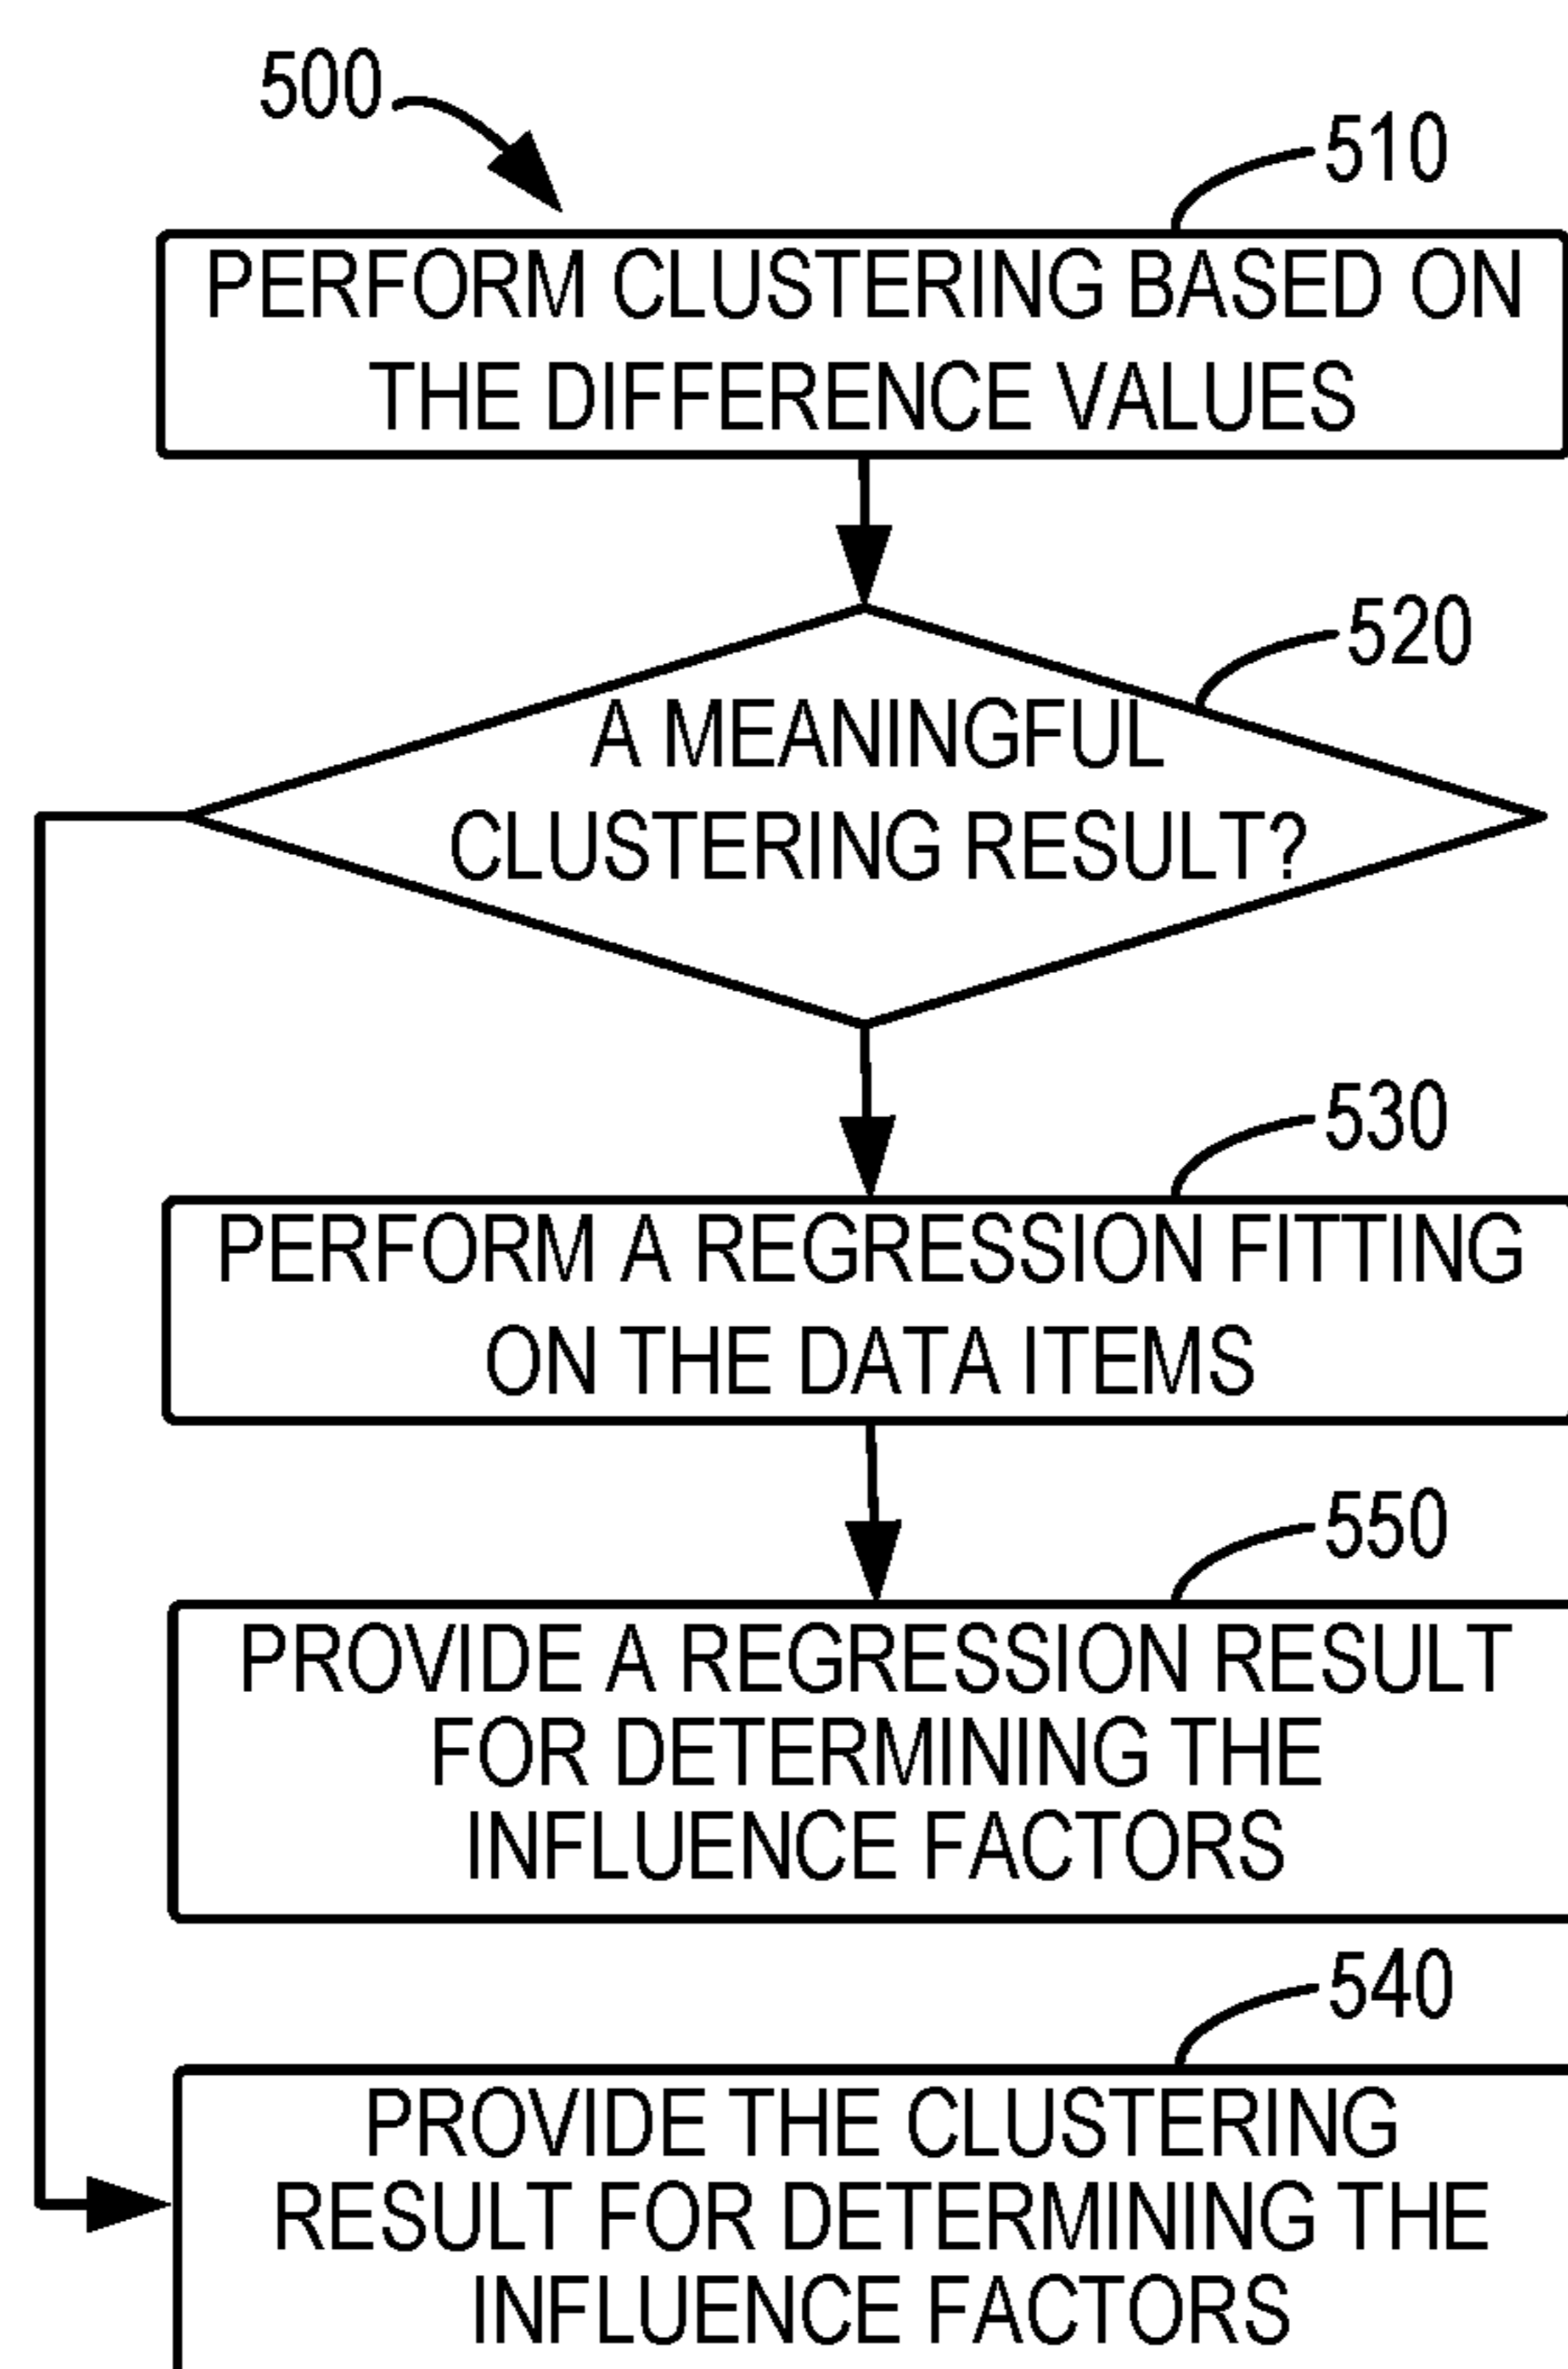 500
510
PERFORM CLUSTERING BASED ON
THE DIFFERENCE VALUES
520
A MEANINGFUL
CLUSTERING RESULT?
530
PERFORM A REGRESSION FITTING
ON THE DATA ITEMS
550
PROVIDE A REGRESSION RESULT
FOR DETERMINING THE
INFLUENCE FACTORS
540
PROVIDE THE CLUSTERING
RESULT FOR DETERMINING THE
INFLUENCE FACTORS